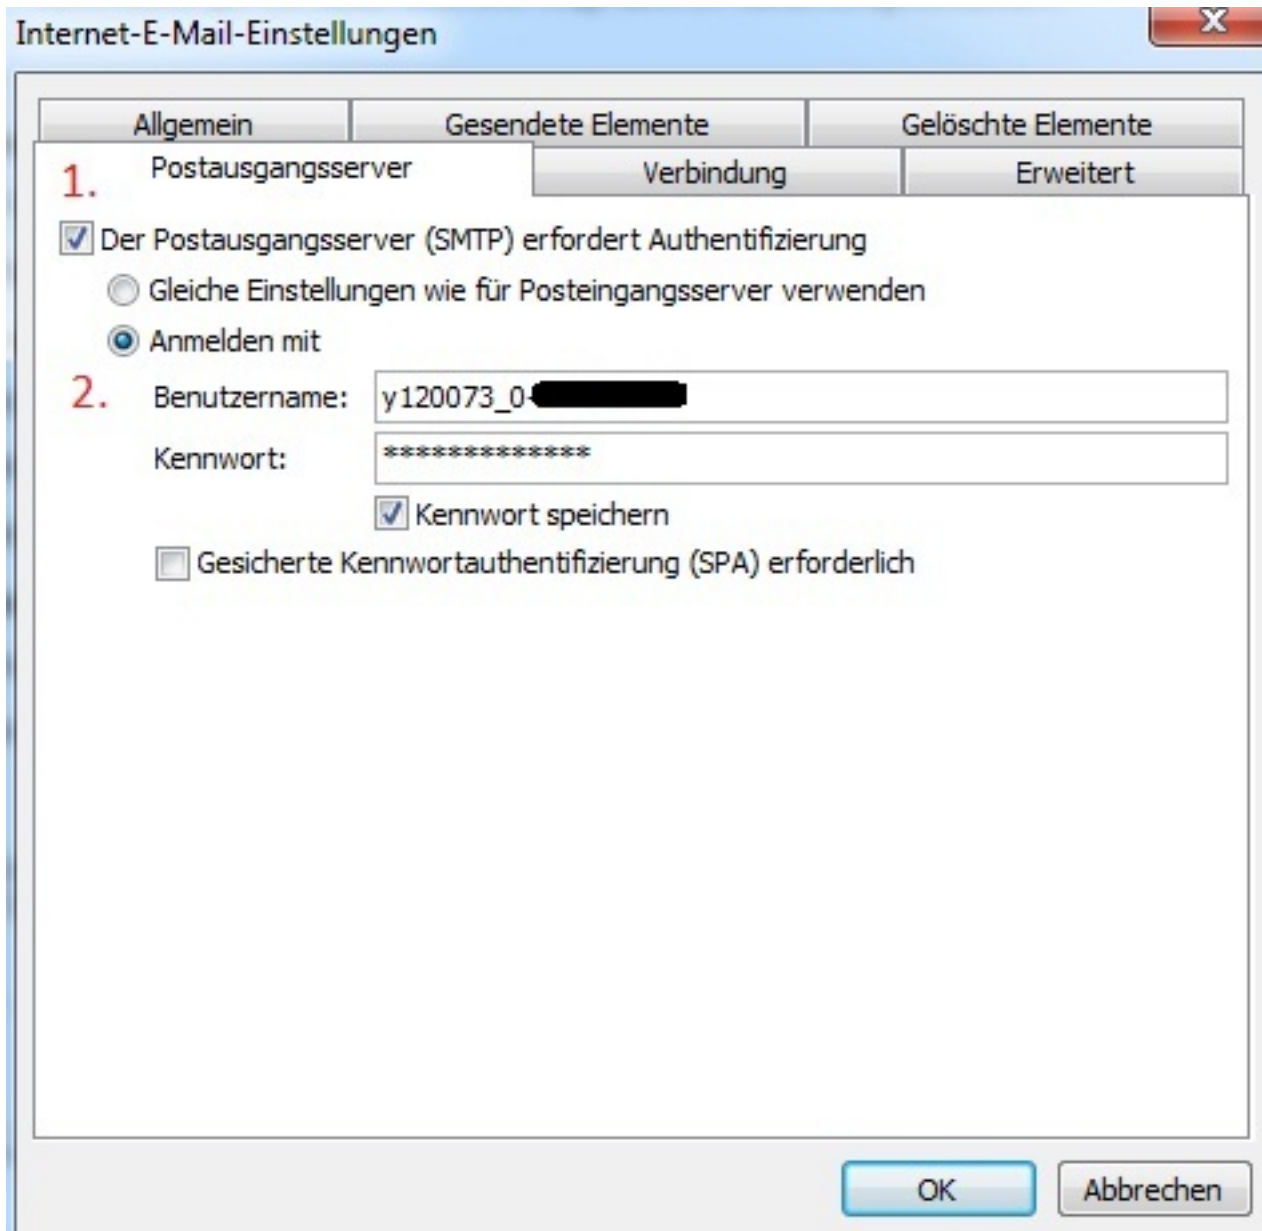 Internet-E-Mail-Einstellungen
Allgemein Gesendete Elemente Gelöschte Elemente
1. Postausgangsserver Verbindung Erweitert
Der Postausgangsserver (SMTP) erfordert Authentifizierung
Gleiche Einstellungen wie für Posteingangsserver verwenden
Anmelden mit
2. Benutzername: y120073_0-
Kennwort: *************
Kennwort speichern
Gesicherte Kennwortauthentifizierung (SPA) erforderlich
OK Abbrechen